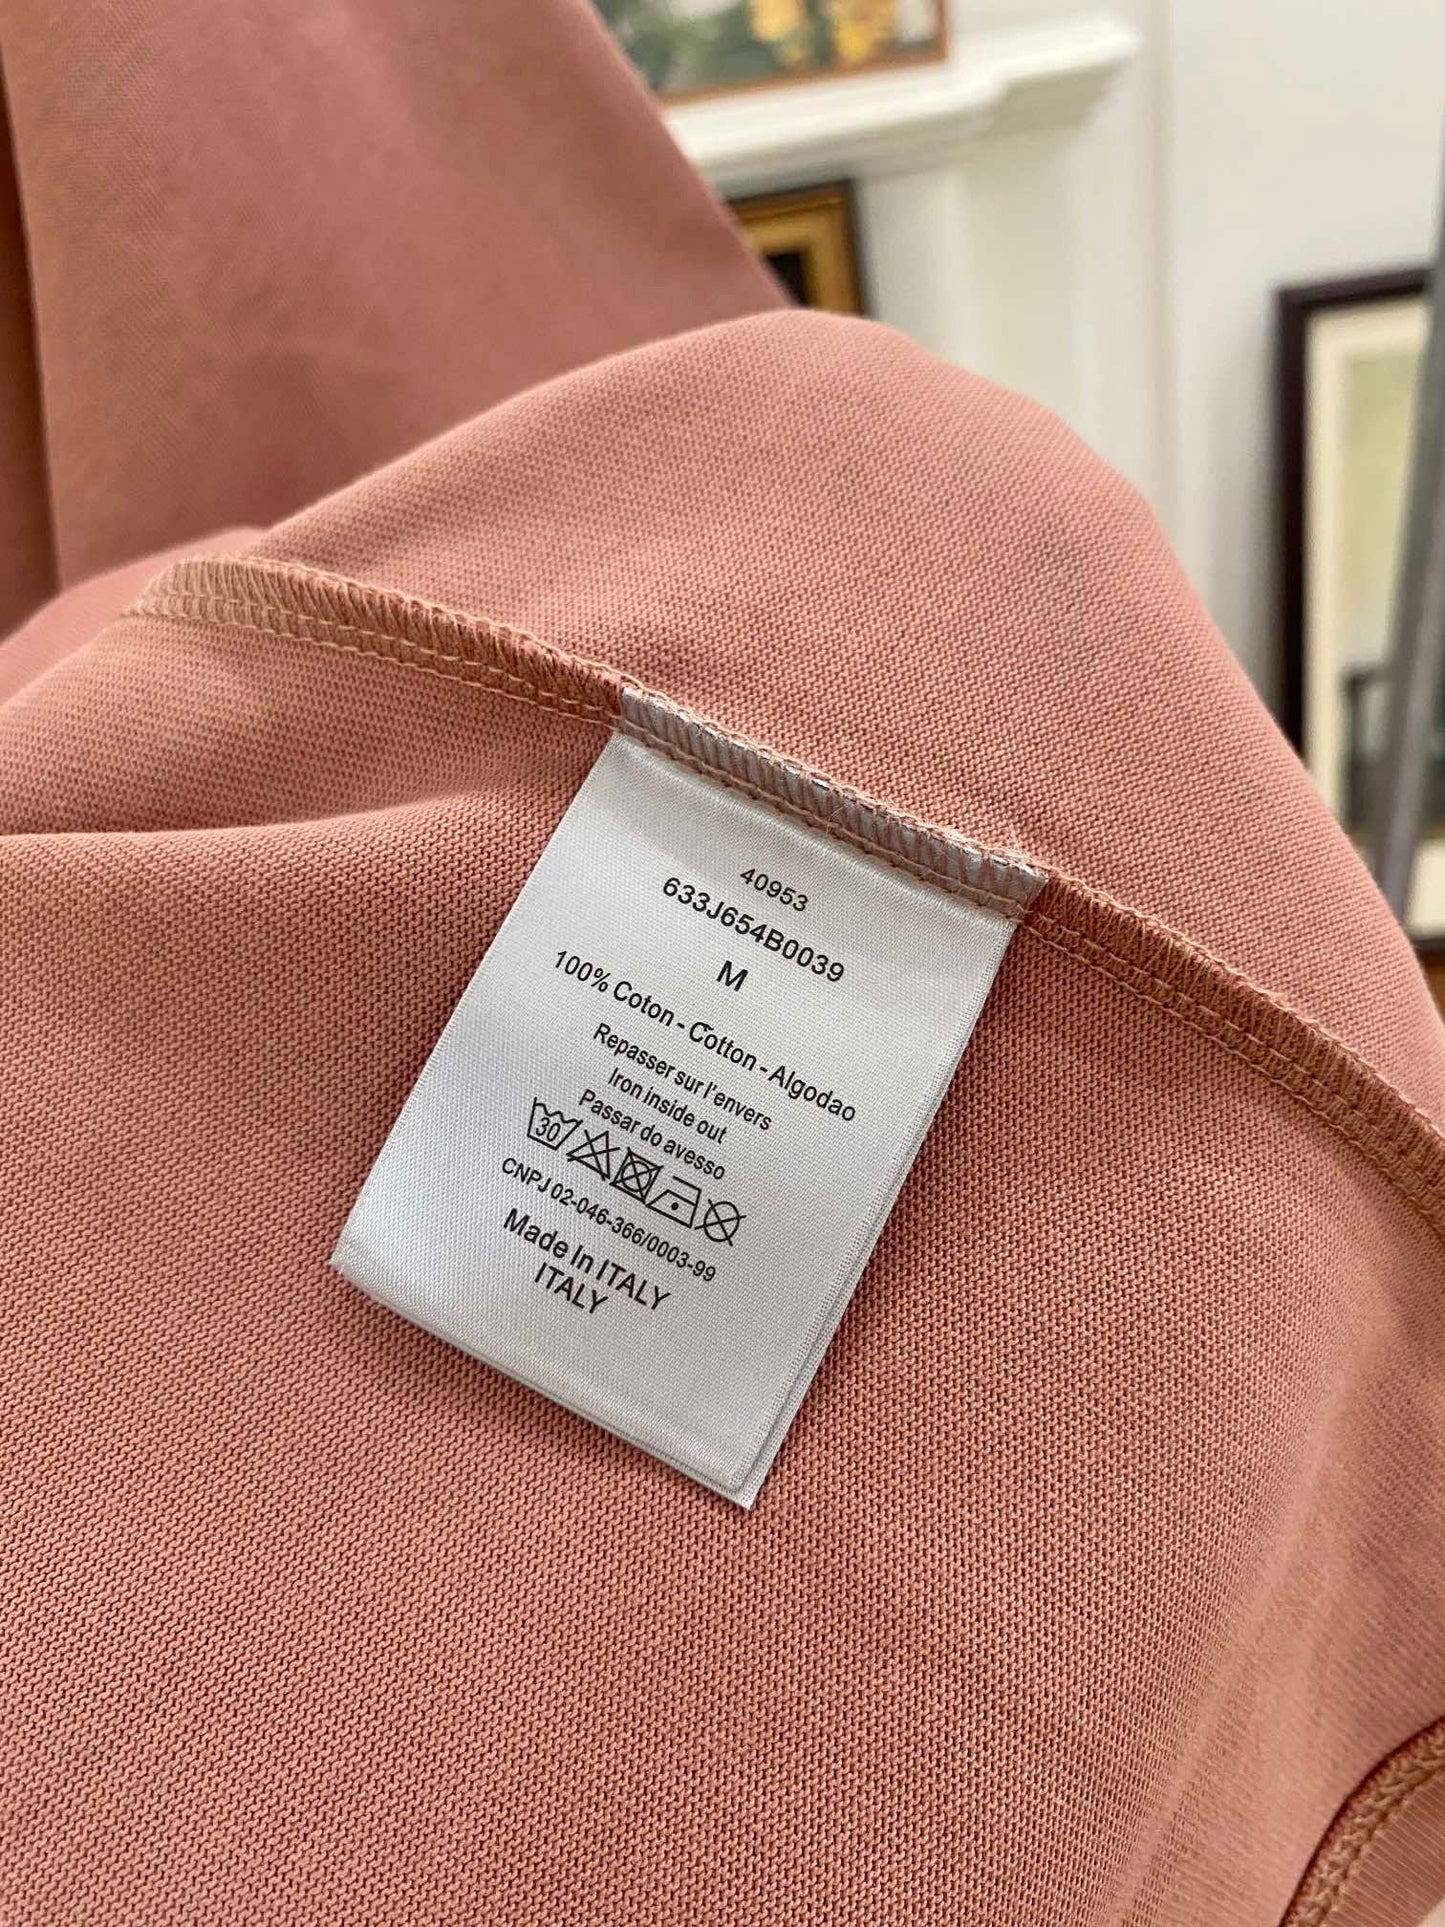 40953
633J654B0039
M
100% Coton - Cotton - Algodao
Repasser sur l'envers
Iron inside out
Passar do avesso
30
CNPJ 02-046-366/0003-99
Made In ITALY
ITALY